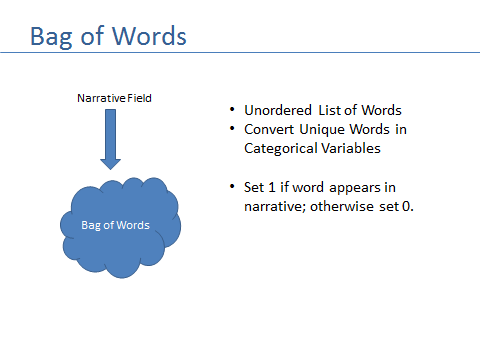 Bag of Words
Narrative Field
Bag of Words
• Unordered List of Words
• Convert Unique Words in
Categorical Variables
• Set 1 if word appears in
narrative; otherwise set 0.